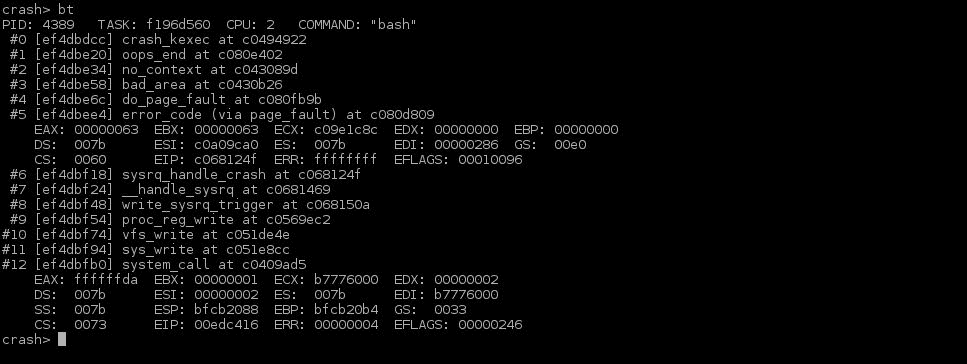 crash> bt
PID: 4389   TASK: f196d560  CPU: 2   COMMAND: "bash"
 #0 [ef4dbdcc] crash_kexec at c0494922
 #1 [ef4dbe20] oops_end at c080e402
 #2 [ef4dbe34] no_context at c043089d
 #3 [ef4dbe58] bad_area at c0430b26
 #4 [ef4dbe6c] do_page_fault at c080fb9b
 #5 [ef4dbee4] error_code (via page_fault) at c080d809
    EAX: 00000063  EBX: 00000063  ECX: c09e1c8c  EDX: 00000000  EBP: 00000000
    DS:  007b      ESI: c0a09ca0  ES:  007b      EDI: 00000286  GS:  00e0
    CS:  0060      EIP: c068124f  ERR: ffffffff  EFLAGS: 00010096
 #6 [ef4dbf18] sysrq_handle_crash at c068124f
 #7 [ef4dbf24] __handle_sysrq at c0681469
 #8 [ef4dbf48] write_sysrq_trigger at c068150a
 #9 [ef4dbf54] proc_reg_write at c0569ec2
#10 [ef4dbf74] vfs_write at c051de4e
#11 [ef4dbf94] sys_write at c051e8cc
#12 [ef4dbfb0] system_call at c0409ad5
    EAX: ffffffda  EBX: 00000001  ECX: b7776000  EDX: 00000002
    DS:  007b      ESI: 00000002  ES:  007b      EDI: b7776000
    SS:  007b      ESP: bfcb2088  EBP: bfcb20b4  GS:  0033
    CS:  0073      EIP: 00edc416  ERR: 00000004  EFLAGS: 00000246
crash>